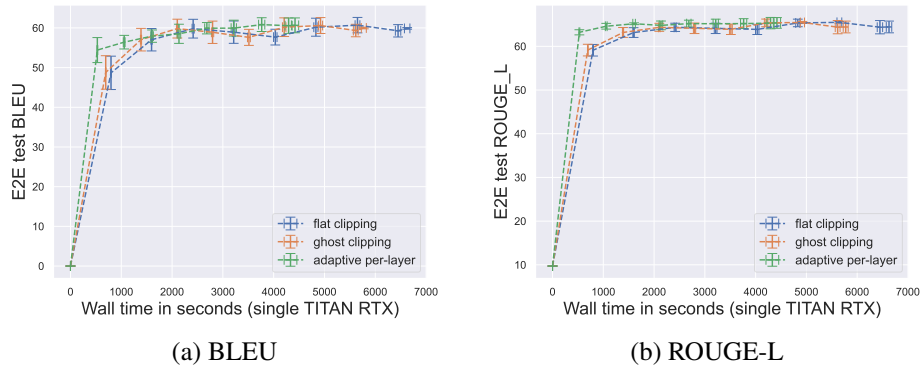 60
50
40
30
20
10
0
E2E test BLEU
flat clipping
ghost clipping
adaptive per-layer
0 1000 2000 3000 4000 5000 6000 7000
Wall time in seconds (single TITAN RTX)
(a) BLEU
60
50
40
30
20
10
E2E test ROUGE_L
flat clipping
ghost clipping
adaptive per-layer
0 1000 2000 3000 4000 5000 6000 7000
Wall time in seconds (single TITAN RTX)
(b) ROUGE-L